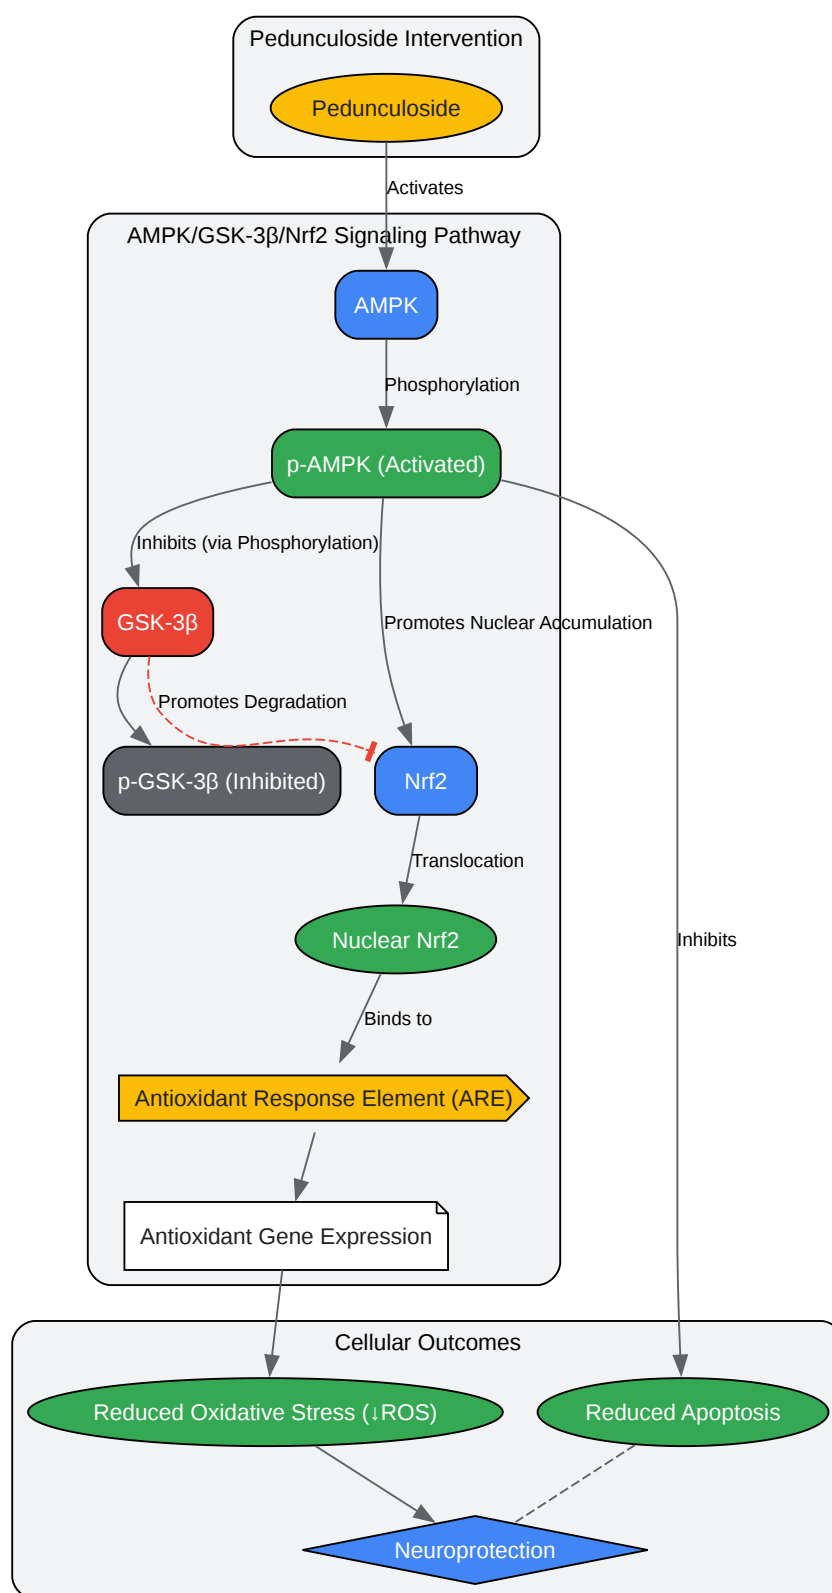 Pedunculoside Intervention
Pedunculoside
Activates
AMPK/GSK-3β/Nrf2 Signaling Pathway
AMPK
Phosphorylation
p-AMPK (Activated)
Inhibits (via Phosphorylation)
GSK-3β
Promotes Nuclear Accumulation
Promotes Degradation
p-GSK-3β (Inhibited)
Nrf2
Translocation
Nuclear Nrf2
Inhibits
Binds to
Antioxidant Response Element (ARE)
Antioxidant Gene Expression
Cellular Outcomes
Reduced Oxidative Stress (↓ROS)
Reduced Apoptosis
Neuroprotection